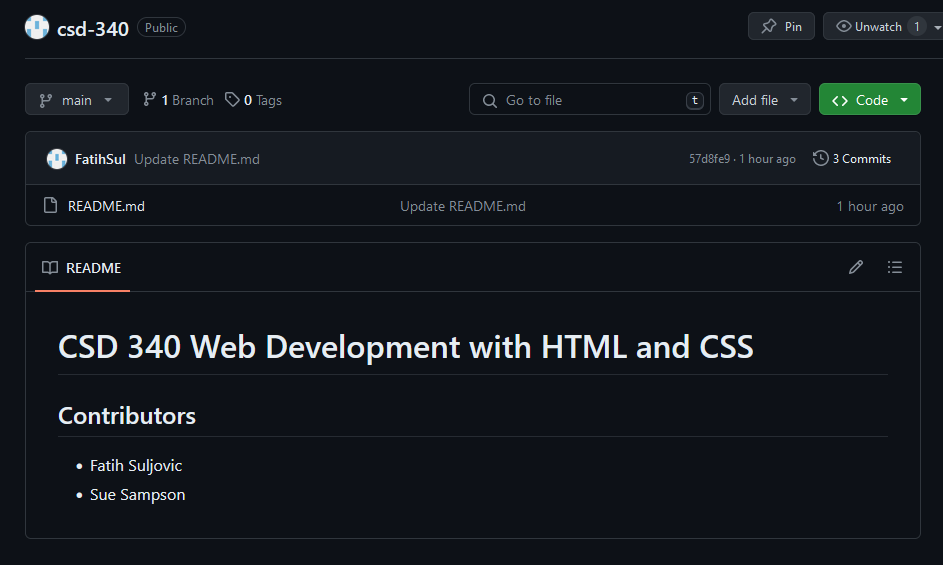 csd-340 Public Pin Unwatch 1
main 1 Branch 0 Tags Go to file t Add file Code
FatihSul Update README.md 57d8fe9 · 1 hour ago 3 Commits
README.md Update README.md 1 hour ago
README
CSD 340 Web Development with HTML and CSS
Contributors
• Fatih Suljovic
• Sue Sampson